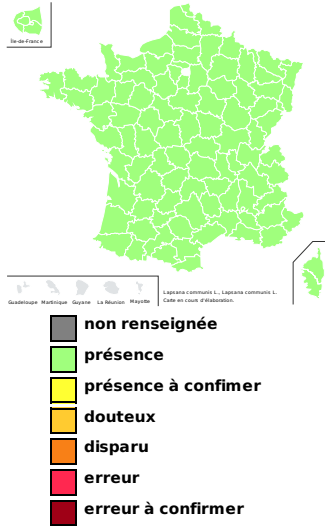 Île-de-France
Guadeloupe Martinique Guyane La Réunion Mayotte
Lapsana communis L., Lapsana communis L.
Carte en cours d'élaboration.
non renseignée
présence
présence à confimer
douteux
disparu
erreur
erreur à confirmer